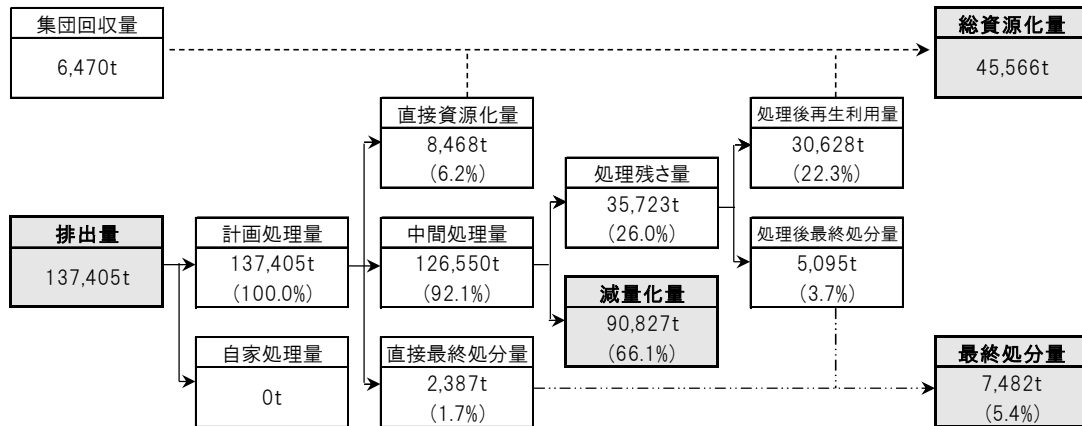 集団回収量
6,470t
総資源化量
45,566t
直接資源化量
8,468t
(6.2%)
処理後再生利用量
30,628t
(22.3%)
処理残さ量
35,723t
(26.0%)
排出量
137,405t
計画処理量
137,405t
(100.0%)
中間処理量
126,550t
(92.1%)
処理後最終処分量
5,095t
(3.7%)
減量化量
90,827t
(66.1%)
自家処理量
0t
直接最終処分量
2,387t
(1.7%)
最終処分量
7,482t
(5.4%)